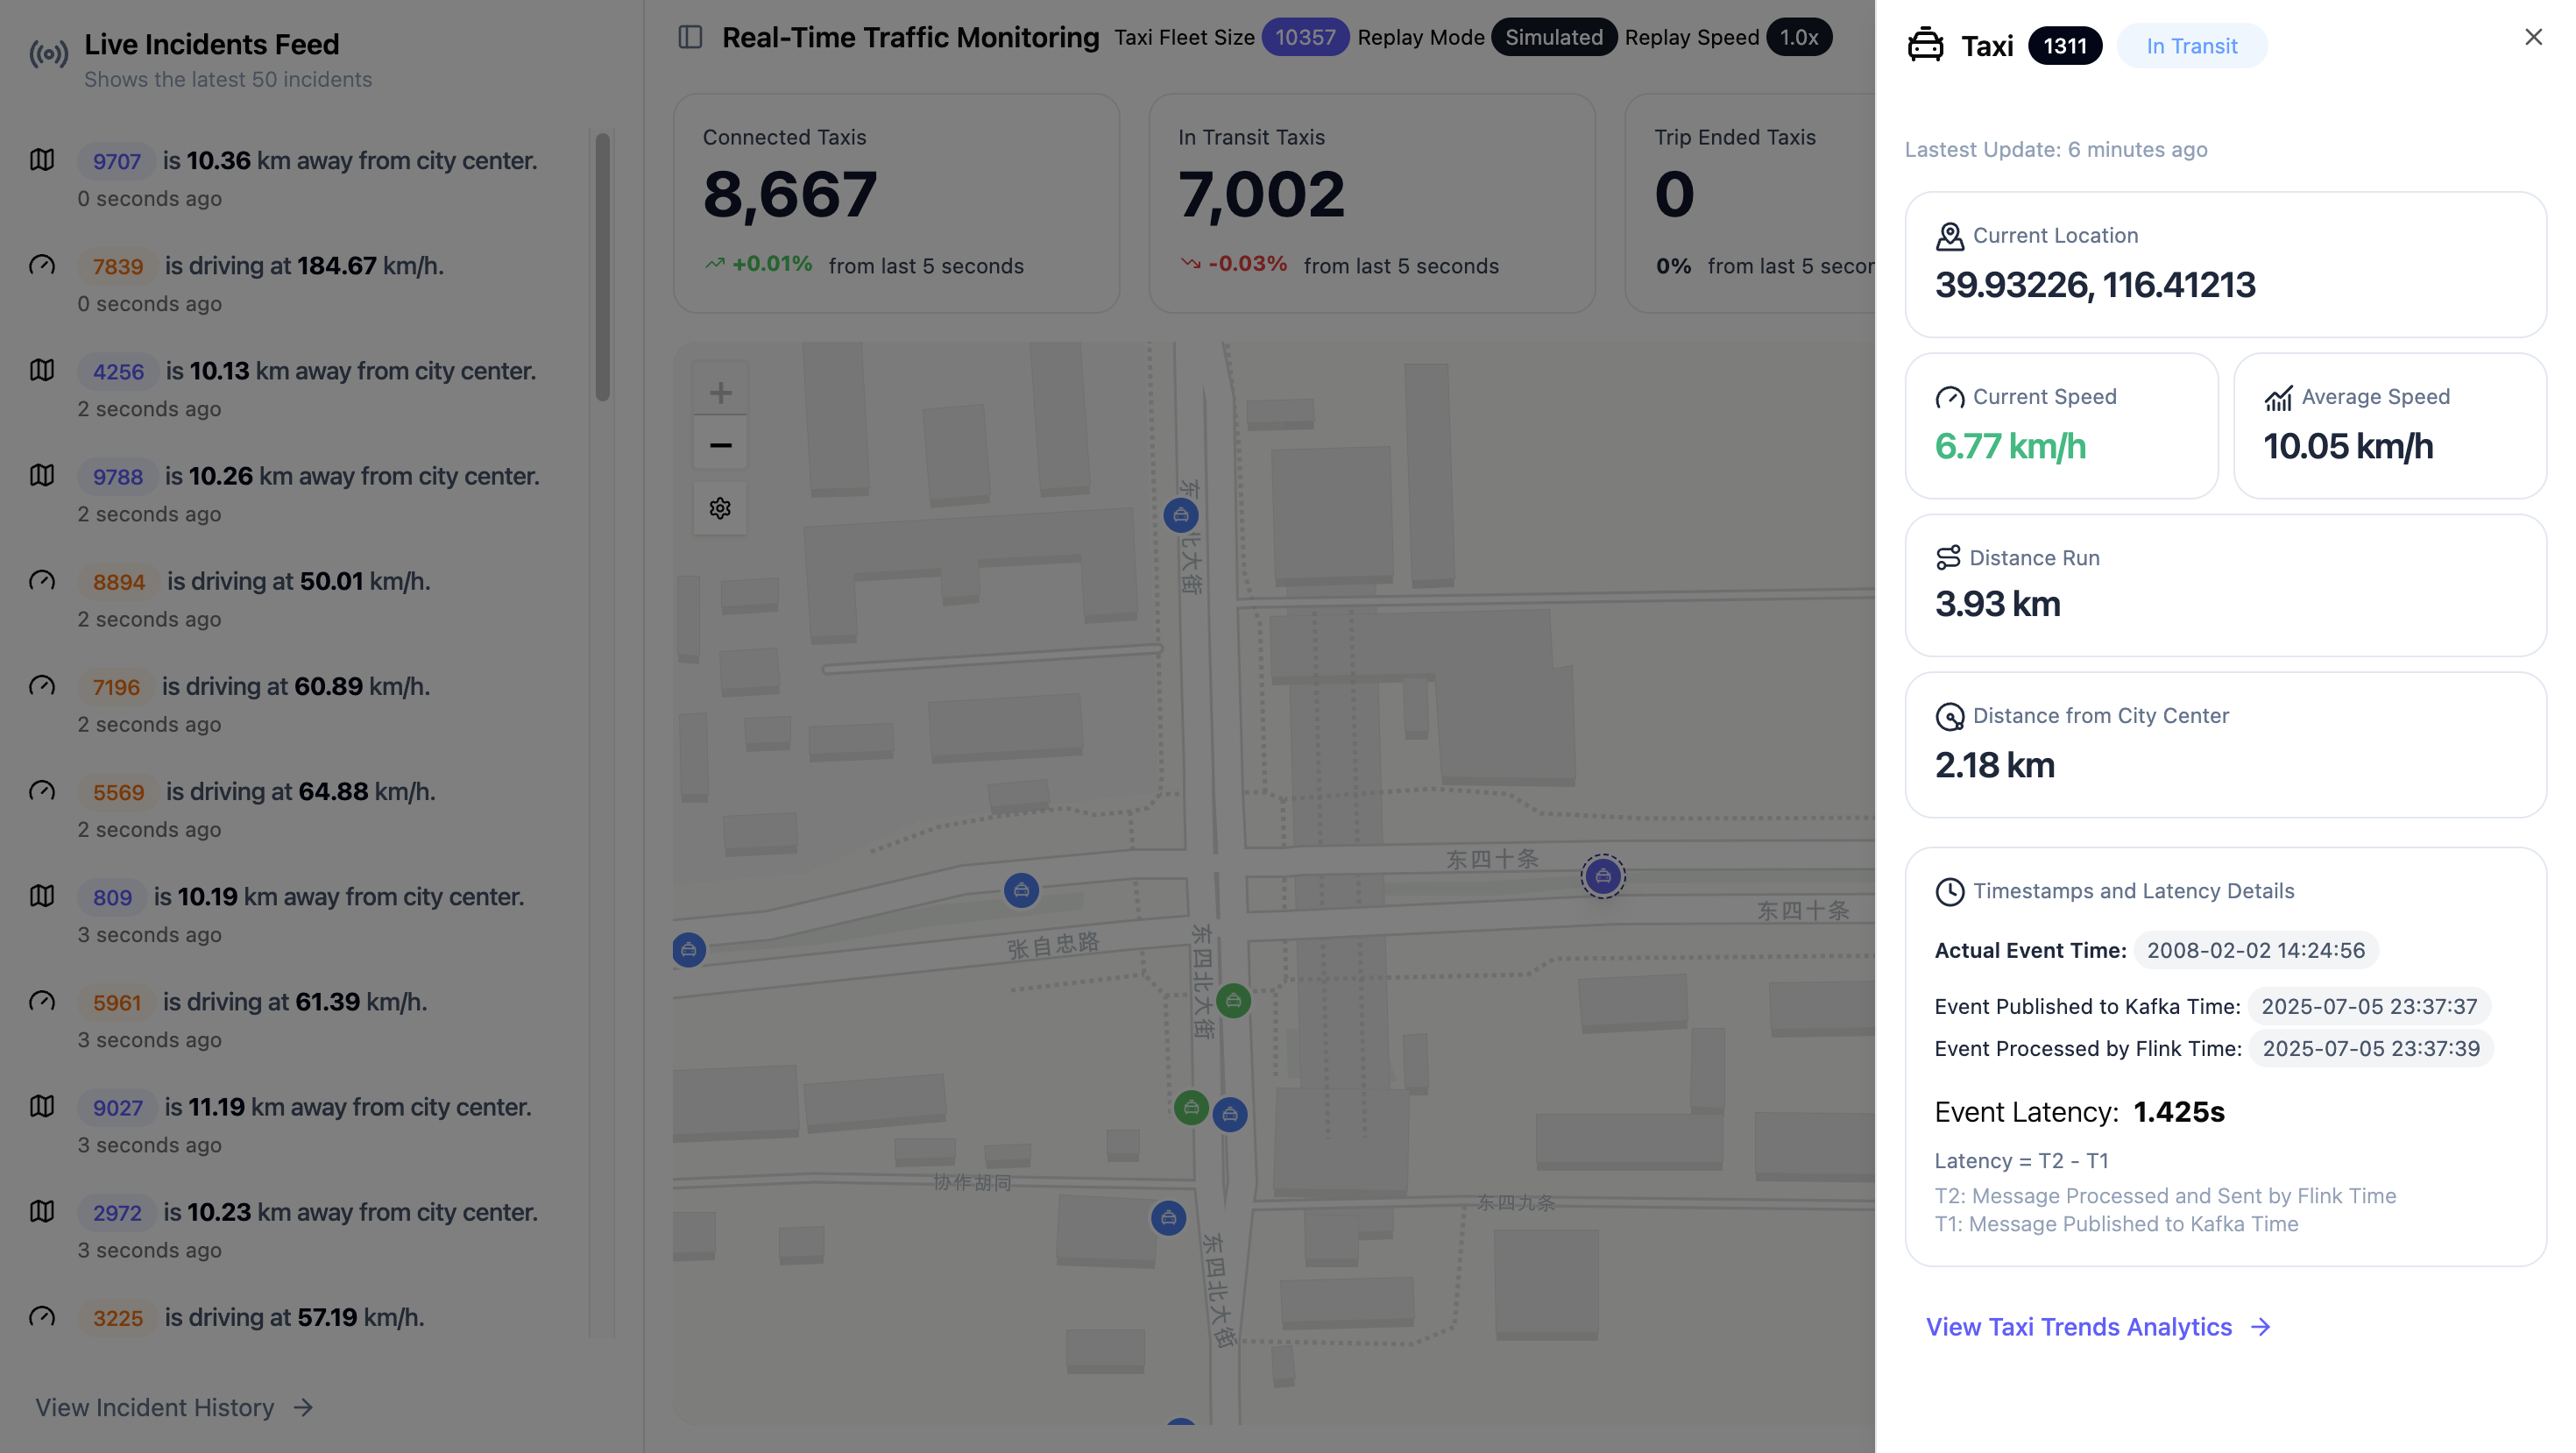 Live Incidents Feed
Shows the latest 50 incidents
9707 is 10.36 km away from city center.
0 seconds ago
7839 is driving at 184.67 km/h.
0 seconds ago
4256 is 10.13 km away from city center.
2 seconds ago
9788 is 10.26 km away from city center.
2 seconds ago
8894 is driving at 50.01 km/h.
2 seconds ago
7196 is driving at 60.89 km/h.
2 seconds ago
5569 is driving at 64.88 km/h.
2 seconds ago
809 is 10.19 km away from city center.
3 seconds ago
5961 is driving at 61.39 km/h.
3 seconds ago
9027 is 11.19 km away from city center.
3 seconds ago
2972 is 10.23 km away from city center.
3 seconds ago
3225 is driving at 57.19 km/h.
View Incident History
Real-Time Traffic Monitoring Taxi Fleet Size 10357 Replay Mode Simulated Replay Speed 1.0x
Connected Taxis
8,667
+0.01% from last 5 seconds
In Transit Taxis
7,002
-0.03% from last 5 seconds
Trip Ended Taxis
0
0% from last 5 secon
东
北大街
东四十条
东四十条
张自忠路
东四北大街
协作胡同
东四九条
东四北大街
Taxi 1311 In Transit
Lastest Update: 6 minutes ago
Current Location
39.93226, 116.41213
Current Speed
6.77 km/h
Average Speed
10.05 km/h
Distance Run
3.93 km
Distance from City Center
2.18 km
Timestamps and Latency Details
Actual Event Time: 2008-02-02 14:24:56
Event Published to Kafka Time: 2025-07-05 23:37:37
Event Processed by Flink Time: 2025-07-05 23:37:39
Event Latency: 1.425s
Latency = T2 - T1
T2: Message Processed and Sent by Flink Time
T1: Message Published to Kafka Time
View Taxi Trends Analytics